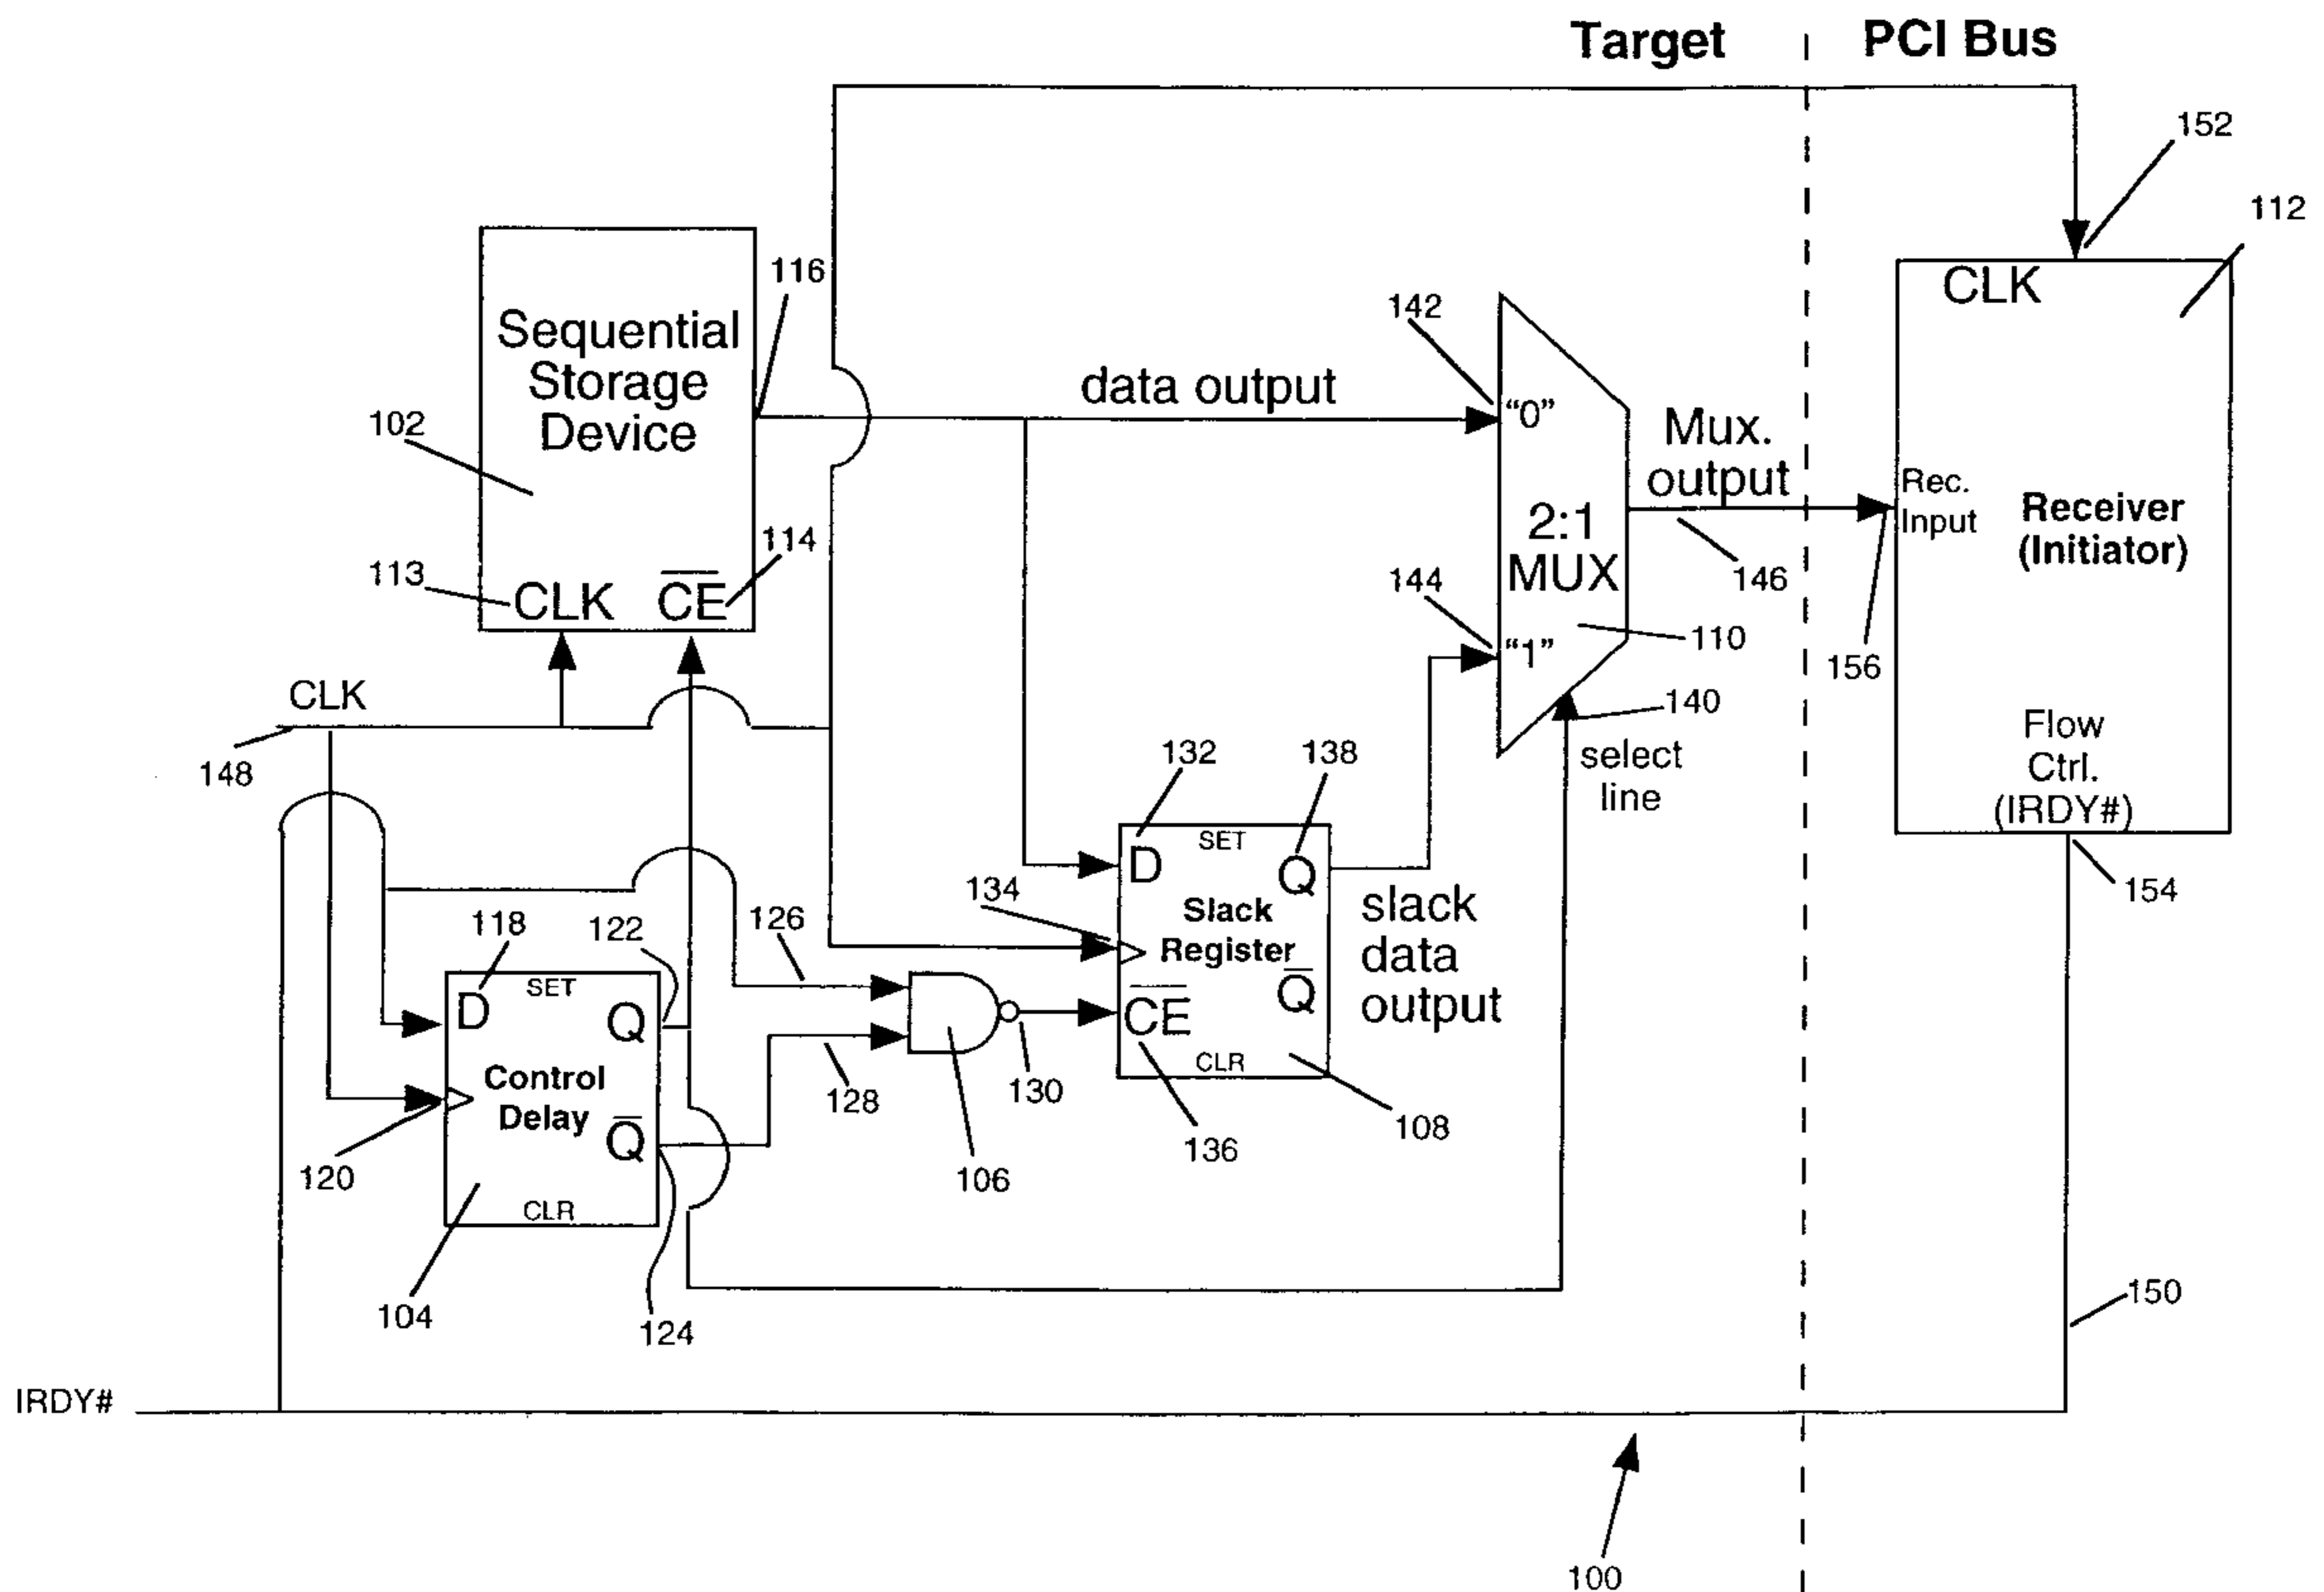 Target
PCI Bus
152
112
116
Sequential
Storage
Device
102
113
CLK
C̅E̅
114
142
data output
"0"
Mux.
output
2:1
MUX
144
"1"
146
110
140
select
line
CLK
Rec.
Input
Receiver
(Initiator)
156
Flow
Ctrl.
(IRDY#)
154
CLK
148
132
138
SET
D
Q
134
Slack
Register
Q̅
C̅E̅
CLR
slack
data
output
118
122
126
SET
D
Q
Control
Delay
Q̅
CLR
120
128
130
106
136
108
104
124
150
IRDY#
100